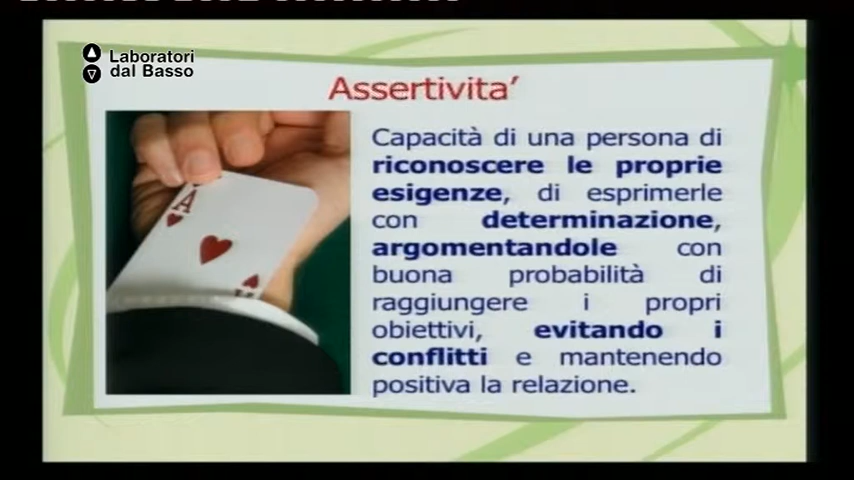 Laboratori
dal Basso
Assertivita'
Capacità di una persona di
riconoscere le proprie
esigenze, di esprimerle
con determinazione,
argomentandole con
buona probabilità di
raggiungere i propri
obiettivi, evitando i
conflitti e mantenendo
positiva la relazione.
A